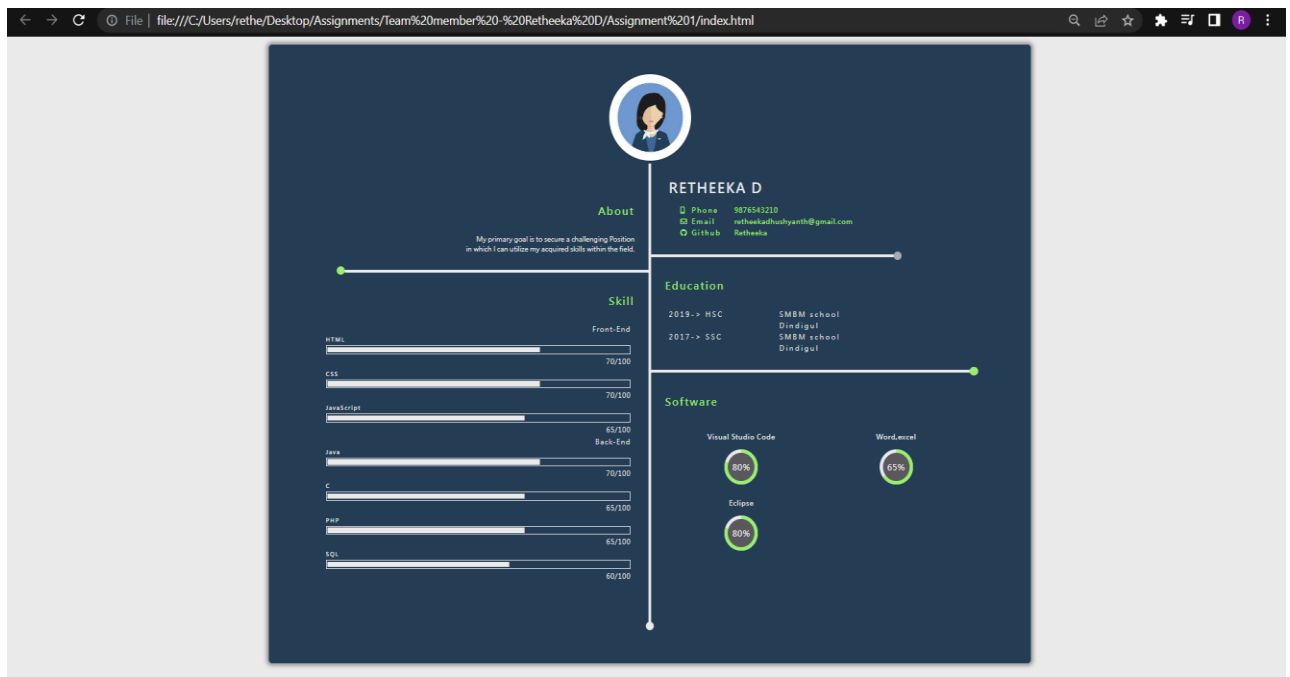 File | file:///C:/Users/rethe/Desktop/Assignments/Team%20member%20-%20Retheeka%20D/Assignment%201/index.html
R
RETHEEKA D
Phone 9876543210
Email retheekadhushyanth@gmail.com
Github Retheeka
About
My primary goal is to secure a challenging Position
in which I can utilize my acquired skills within the field.
Skill
Front-End
HTML
70/100
CSS
70/100
JavaScript
65/100
Back-End
Java
70/100
C
65/100
PHP
65/100
SQL
60/100
Education
2019-> HSC SMBM school
Dindigul
2017-> SSC SMBM school
Dindigul
Software
Visual Studio Code Word.excel
80% 65%
Eclipse
80%